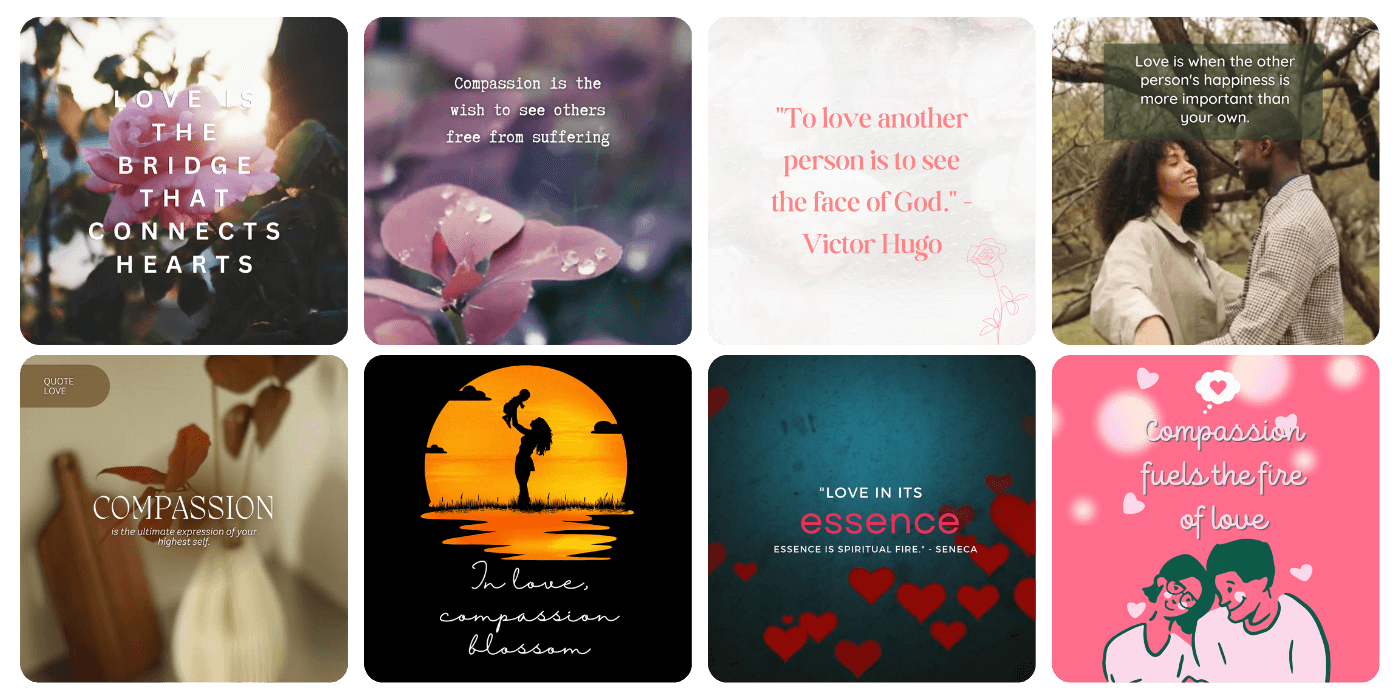 LOVE IS
THE
BRIDGE
THAT
CONNECTS
HEARTS
Compassion is the
wish to see others
free from suffering
"To love another
person is to see
the face of God." -
Victor Hugo
Love is when the other
person's happiness is
more important than
your own.
QUOTE
LOVE
COMPASSION
is the ultimate expression of your
highest self.
In love,
compassion
blossom
"LOVE IN ITS
essence
ESSENCE IS SPIRITUAL FIRE." - SENECA
Compassion
fuels the fire
of love